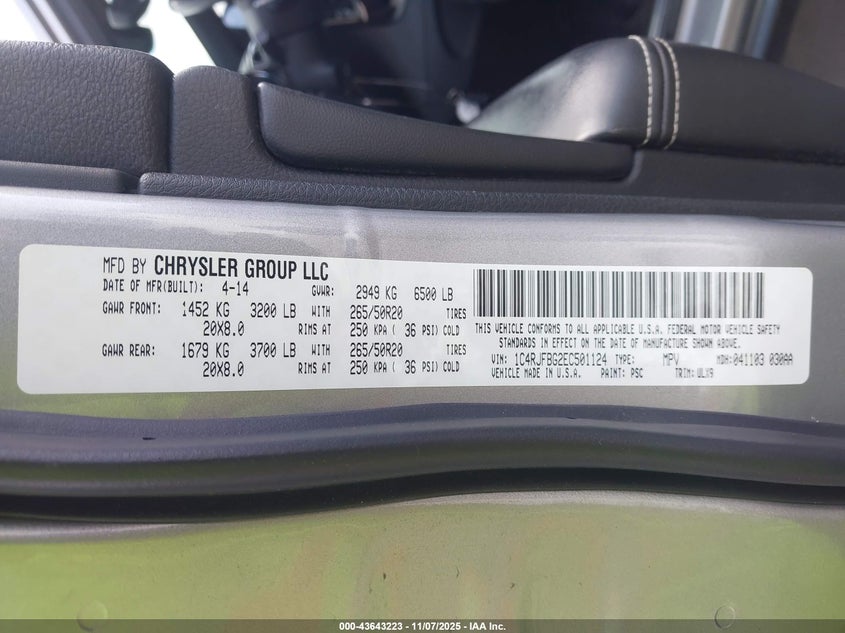 MFD BY CHRYSLER GROUP LLC
DATE OF MFR(BUILT): 4-14 GVWR: 2949 KG 6500 LB
GAWR FRONT: 1452 KG 3200 LB WITH 265/50R20 TIRES
20X8.0 RIMS AT 250 KPA ( 36 PSI) COLD
GAWR REAR: 1679 KG 3700 LB WITH 265/50R20 TIRES
20X8.0 RIMS AT 250 KPA ( 36 PSI) COLD
THIS VEHICLE CONFORMS TO ALL APPLICABLE U.S.A. FEDERAL MOTOR VEHICLE SAFETY
STANDARDS IN EFFECT ON THE DATE OF MANUFACTURE SHOWN ABOVE.
VIN: 1C4RJFBG2EC501124 TYPE: MPV MDH: 041103 030AA
VEHICLE MADE IN U.S.A. PAINT: PSC TRIM: ULX9
000-43643223 | 11/07/2025 - IAA Inc.